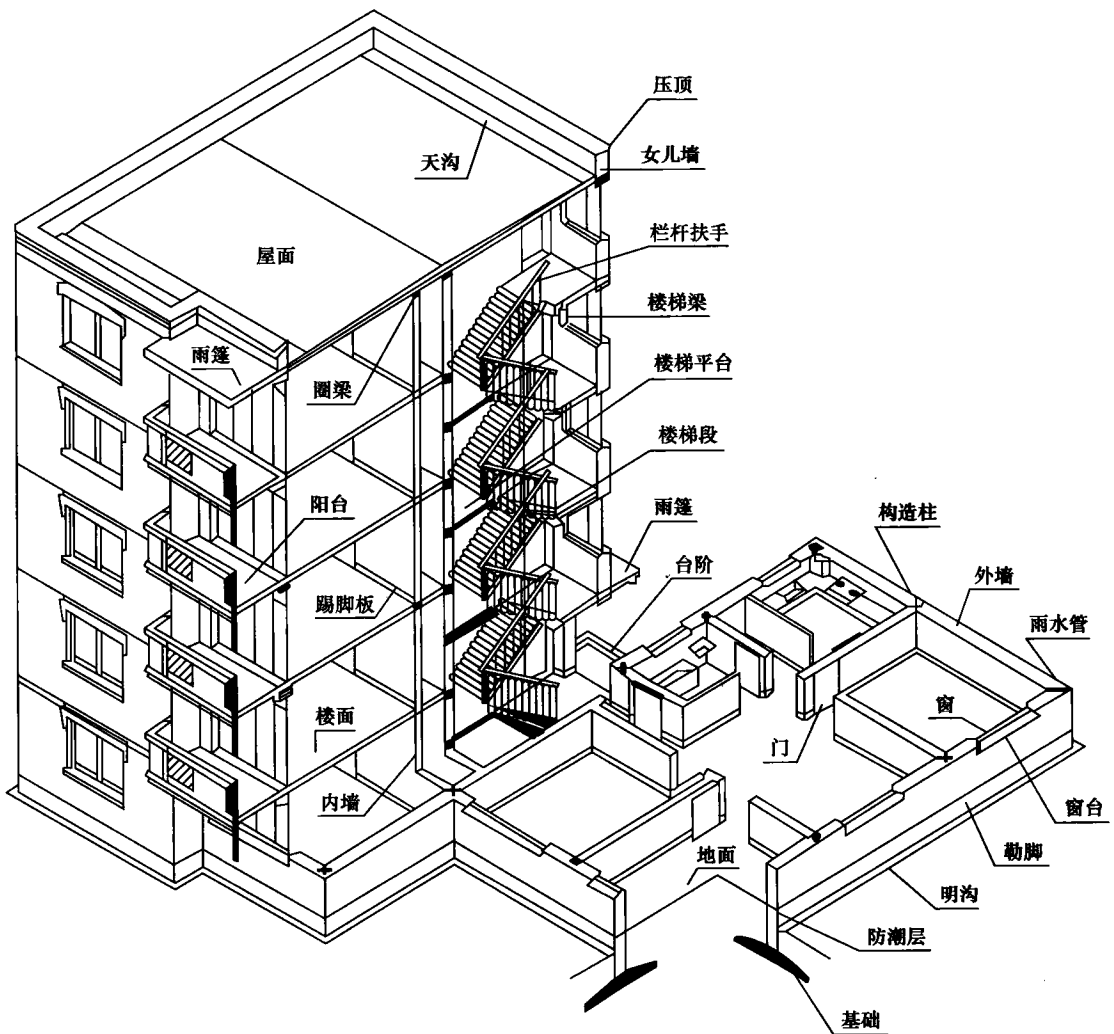 压顶
女儿墙
天沟
栏杆扶手
屋面
楼梯梁
雨篷
圈梁
楼梯平台
楼梯段
阳台
雨篷
构造柱
台阶
外墙
踢脚板
雨水管
楼面
窗
门
内墙
窗台
地面
勒脚
明沟
防潮层
基础